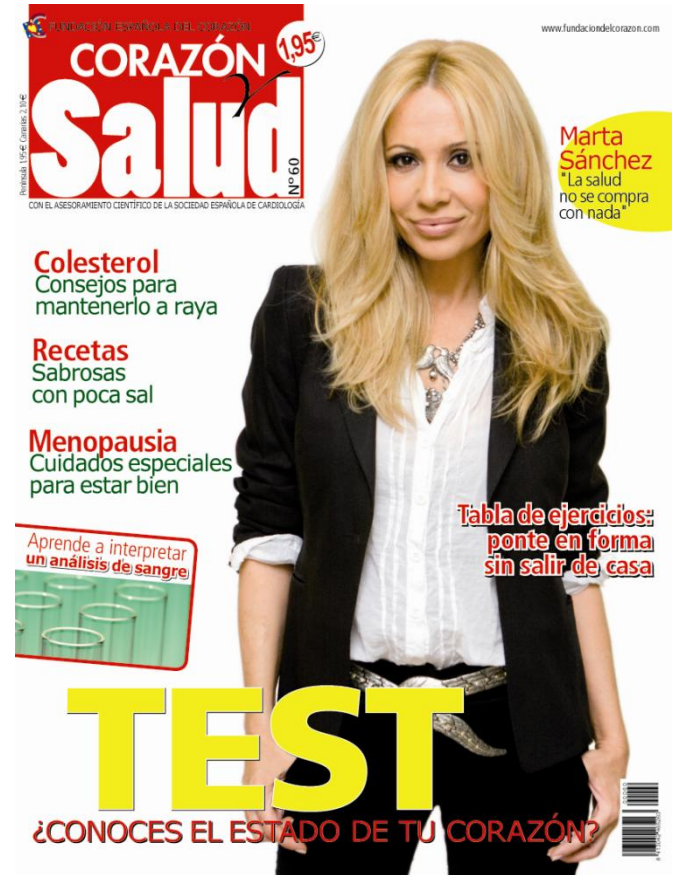 FUNDACIÓN ESPAÑOLA DEL CORAZÓN
www.fundaciondelcorazon.com
CORAZÓN
Y
1,95€
Salud
Nº 60
Península 1.95€ Canarias 2.10€
CON EL ASESORAMIENTO CIENTÍFICO DE LA SOCIEDAD ESPAÑOLA DE CARDIOLOGÍA
Marta
Sánchez
"La salud
no se compra
con nada"
Colesterol
Consejos para
mantenerlo a raya
Recetas
Sabrosas
con poca sal
Menopausia
Cuidados especiales
para estar bien
Tabla de ejercicios:
ponte en forma
sin salir de casa
Aprende a interpretar
un análisis de sangre
TEST
¿CONOCES EL ESTADO DE TU CORAZÓN?
00060